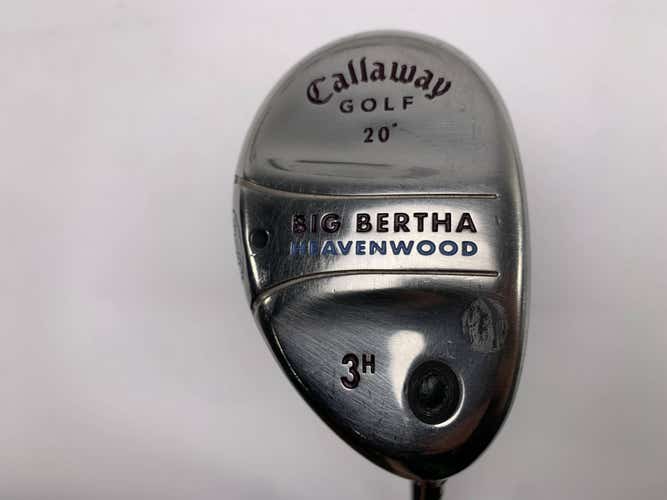 Callaway
GOLF
20°
BIG BERTHA
HEAVENWOOD
3H